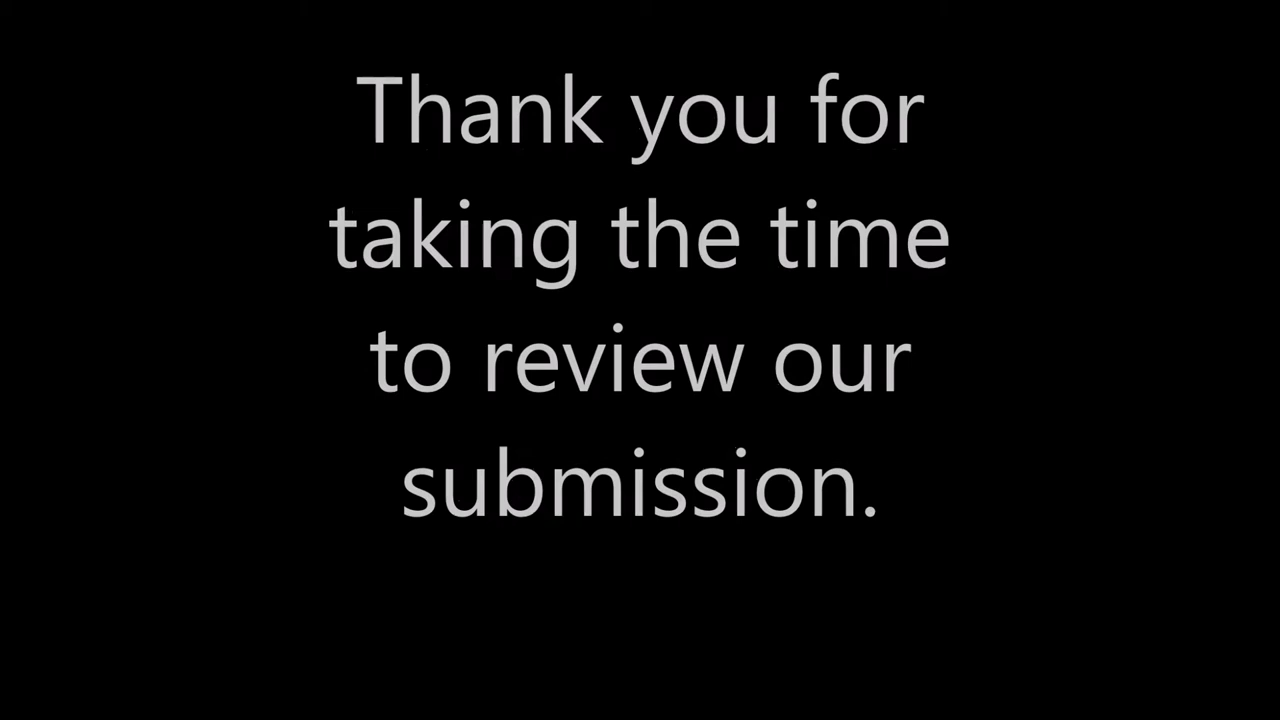 Thank you for
taking the time
to review our
submission.